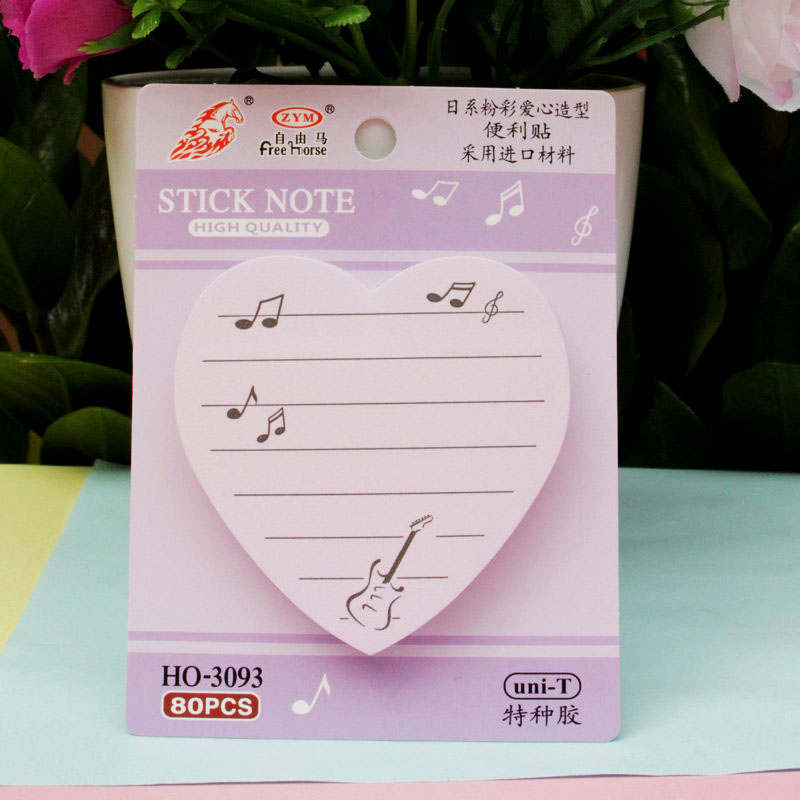 ®
ZYM ®
自由马
Free Horse
日系粉彩爱心造型
便利贴
采用进口材料
STICK NOTE
HIGH QUALITY
HO-3093
80PCS
uni-T
特种胶